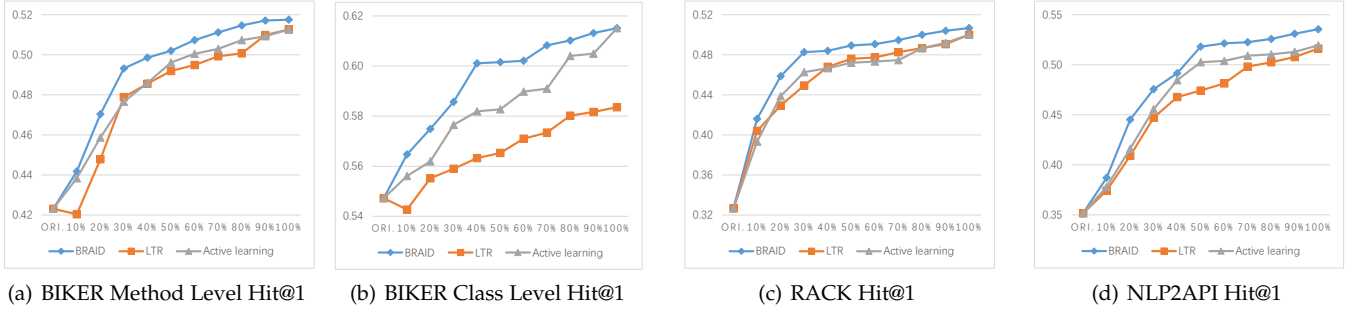 0.52
0.50
0.48
0.46
0.44
0.42
ORI. 10% 20% 30% 40% 50% 60% 70% 80% 90% 100%
BRAID LTR Active learning
(a) BIKER Method Level Hit@1
0.62
0.60
0.58
0.56
0.54
ORI. 10% 20% 30% 40% 50% 60% 70% 80% 90% 100%
BRAID LTR Active learning
(b) BIKER Class Level Hit@1
0.52
0.48
0.44
0.40
0.36
0.32
ORI. 10% 20% 30% 40% 50% 60% 70% 80% 90% 100%
BRAID LTR Active learning
(c) RACK Hit@1
0.55
0.50
0.45
0.40
0.35
ORI. 10% 20% 30% 40% 50% 60% 70% 80% 90% 100%
BRAID LTR Active learing
(d) NLP2API Hit@1